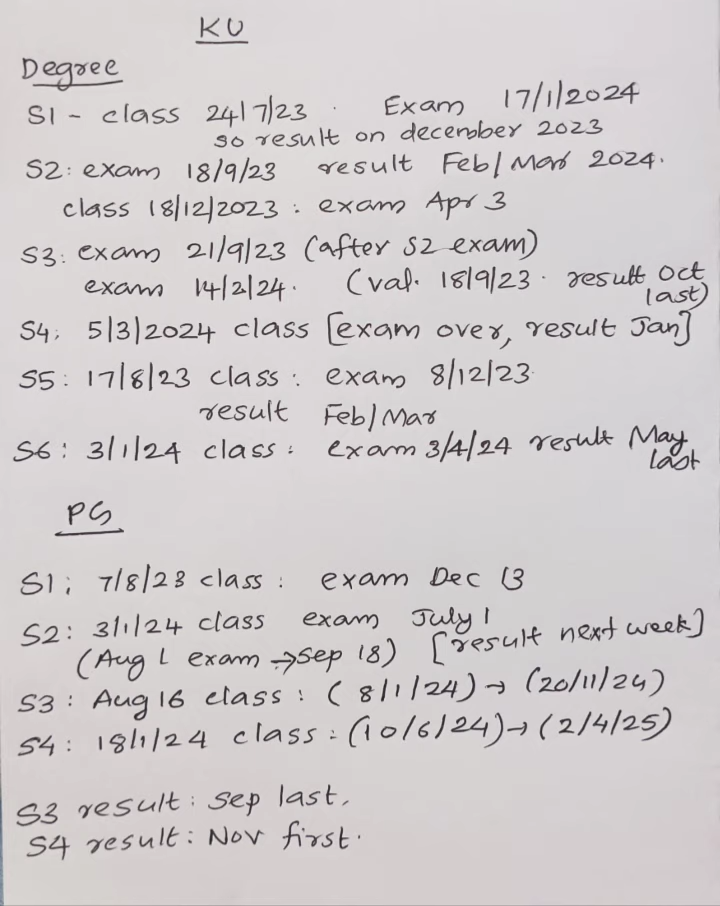 KU
Degree
S1 - class 24/7/23 . Exam 17/1/2024
so result on december 2023
S2: exam 18/9/23 result Feb/Mar 2024.
class 18/12/2023 : exam Apr 3
S3: exam 21/9/23 (after S2 exam)
exam 14/2/24. (val. 18/9/23. result Oct last)
S4: 5/3/2024 class [exam over, result Jan]
S5: 17/8/23 class : exam 8/12/23
result Feb/Mar
S6: 3/1/24 class : exam 3/4/24 result May last
PG
S1; 7/8/23 class : exam Dec 13
S2: 31/1/24 class exam July 1
(Aug 1 exam → Sep 18) [result next week]
S3: Aug 16 class : (8/1/24) → (20/11/24)
S4: 18/1/24 class : (10/6/24) → (2/4/25)
S3 result: Sep last.
S4 result: Nov first.